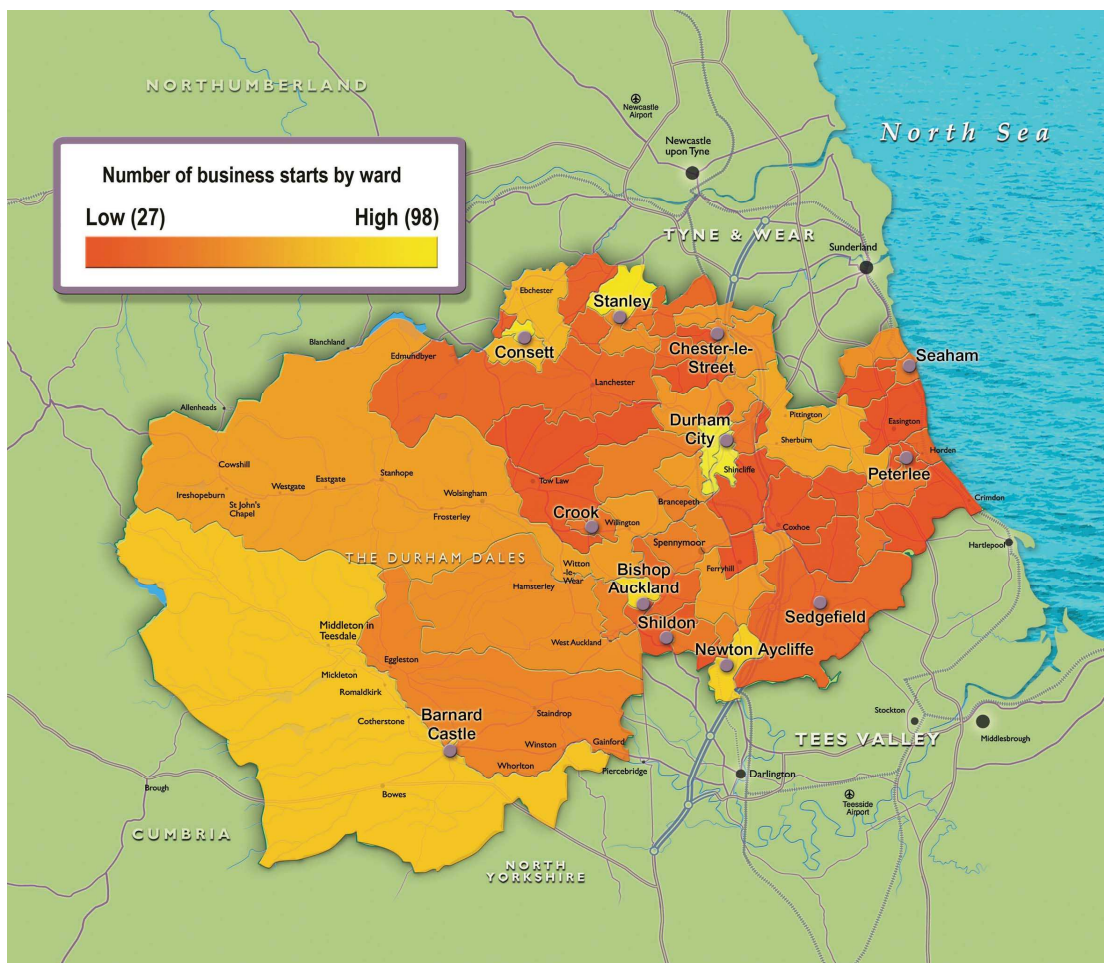 NORTHUMBERLAND
Newcastle
Airport
Newcastle
upon Tyne
North Sea
Number of business starts by ward
Low (27)
High (98)
TYNE & WEAR
Sunderland
Ebchester
Stanley
Consett
Chester-le-
Street
Blanchland
Edmundbyer
Seaham
Lanchester
Allenheads
Durham
City
Pittington
Easington
Sherburn
Cowshill
Shincliffe
Peterlee
Horden
Eastgate
Stanhope
Westgate
Ireshopeburn
St John's
Chapel
Wolsingham
Frosterley
Tow Law
Brancepeth
Crimdon
Crook
Willington
Coxhoe
Hartlepool
Spennymoor
THE DURHAM DALES
Witton
-le-
Wear
Ferryhill
Hamsterley
Bishop
Auckland
Sedgefield
Shildon
Middleton in
Teesdale
West Auckland
Newton Aycliffe
Eggleston
Mickleton
Romaldkirk
Cotherstone
Staindrop
Barnard
Castle
Stockton
Middlesbrough
TEES VALLEY
Winston
Gainford
Whorlton
Piercebridge
Darlington
Brough
Bowes
Teesside
Airport
CUMBRIA
NORTH
YORKSHIRE